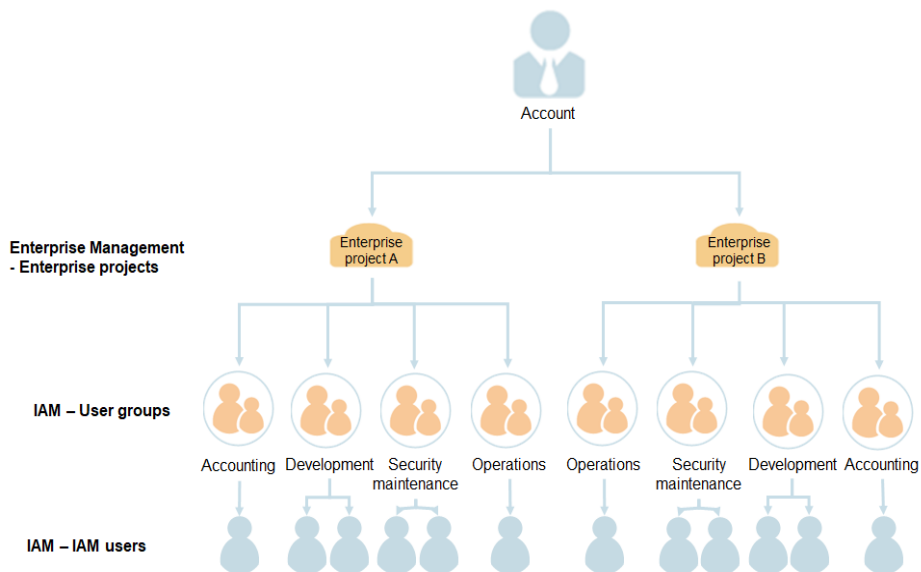 Account
Enterprise Management
- Enterprise projects
Enterprise
project A
Enterprise
project B
IAM – User groups
Accounting
Development
Security
maintenance
Operations
Operations
Security
maintenance
Development
Accounting
IAM – IAM users